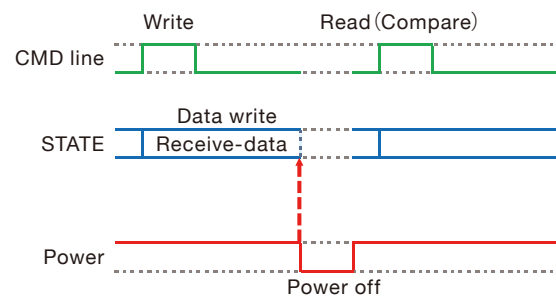 Write
Read (Compare)
CMD line
Data write
STATE
Receive-data
Power
Power off